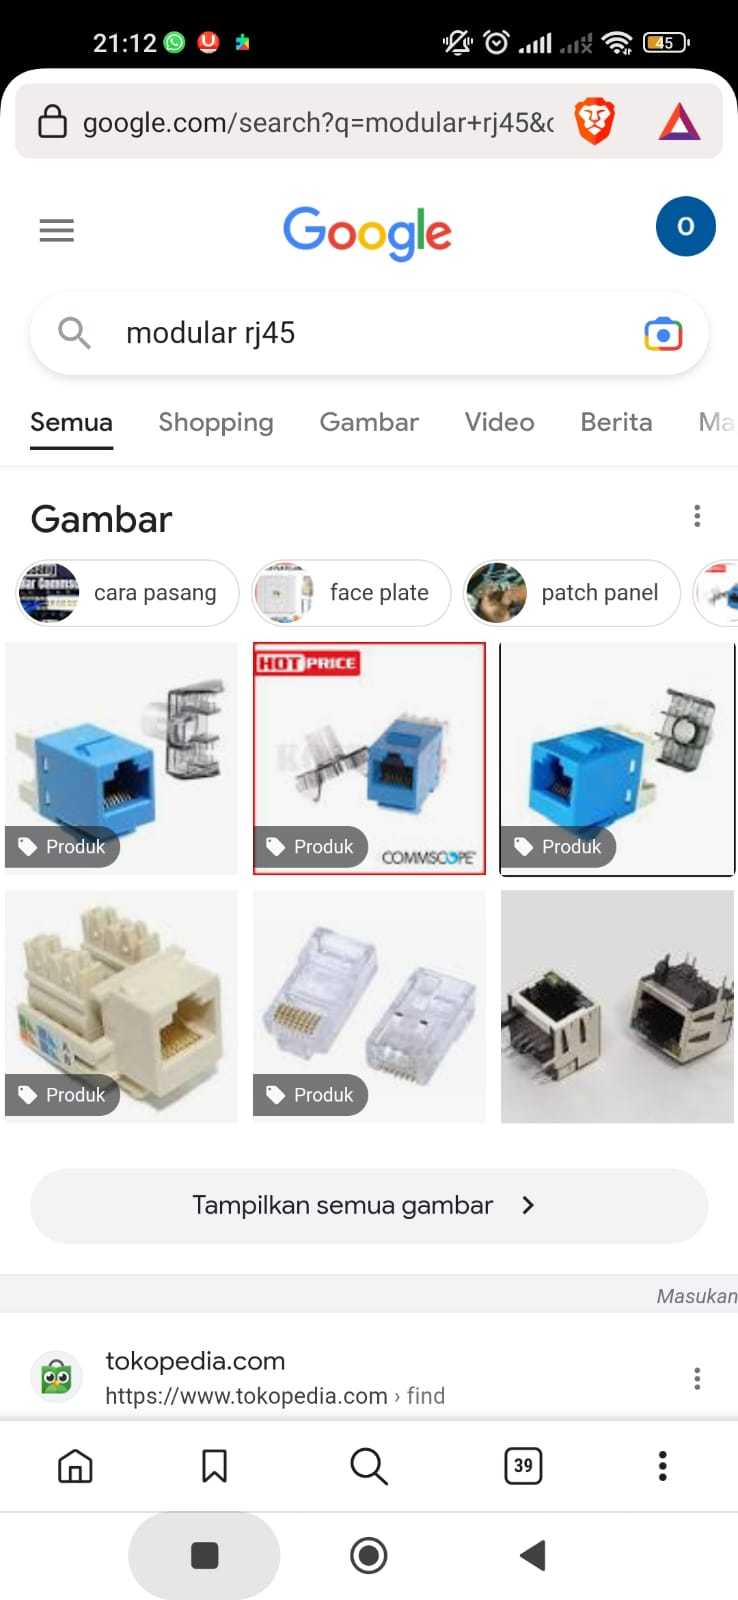 21:12
45
google.com/search?q=modular+rj45&c
Google
O
modular rj45
Semua Shopping Gambar Video Berita Ma
Gambar
cara pasang face plate patch panel
HOT PRICE
COMMSCOPE
Produk Produk Produk
Produk Produk
Tampilkan semua gambar
Masukan
tokopedia.com
https://www.tokopedia.com › find
39